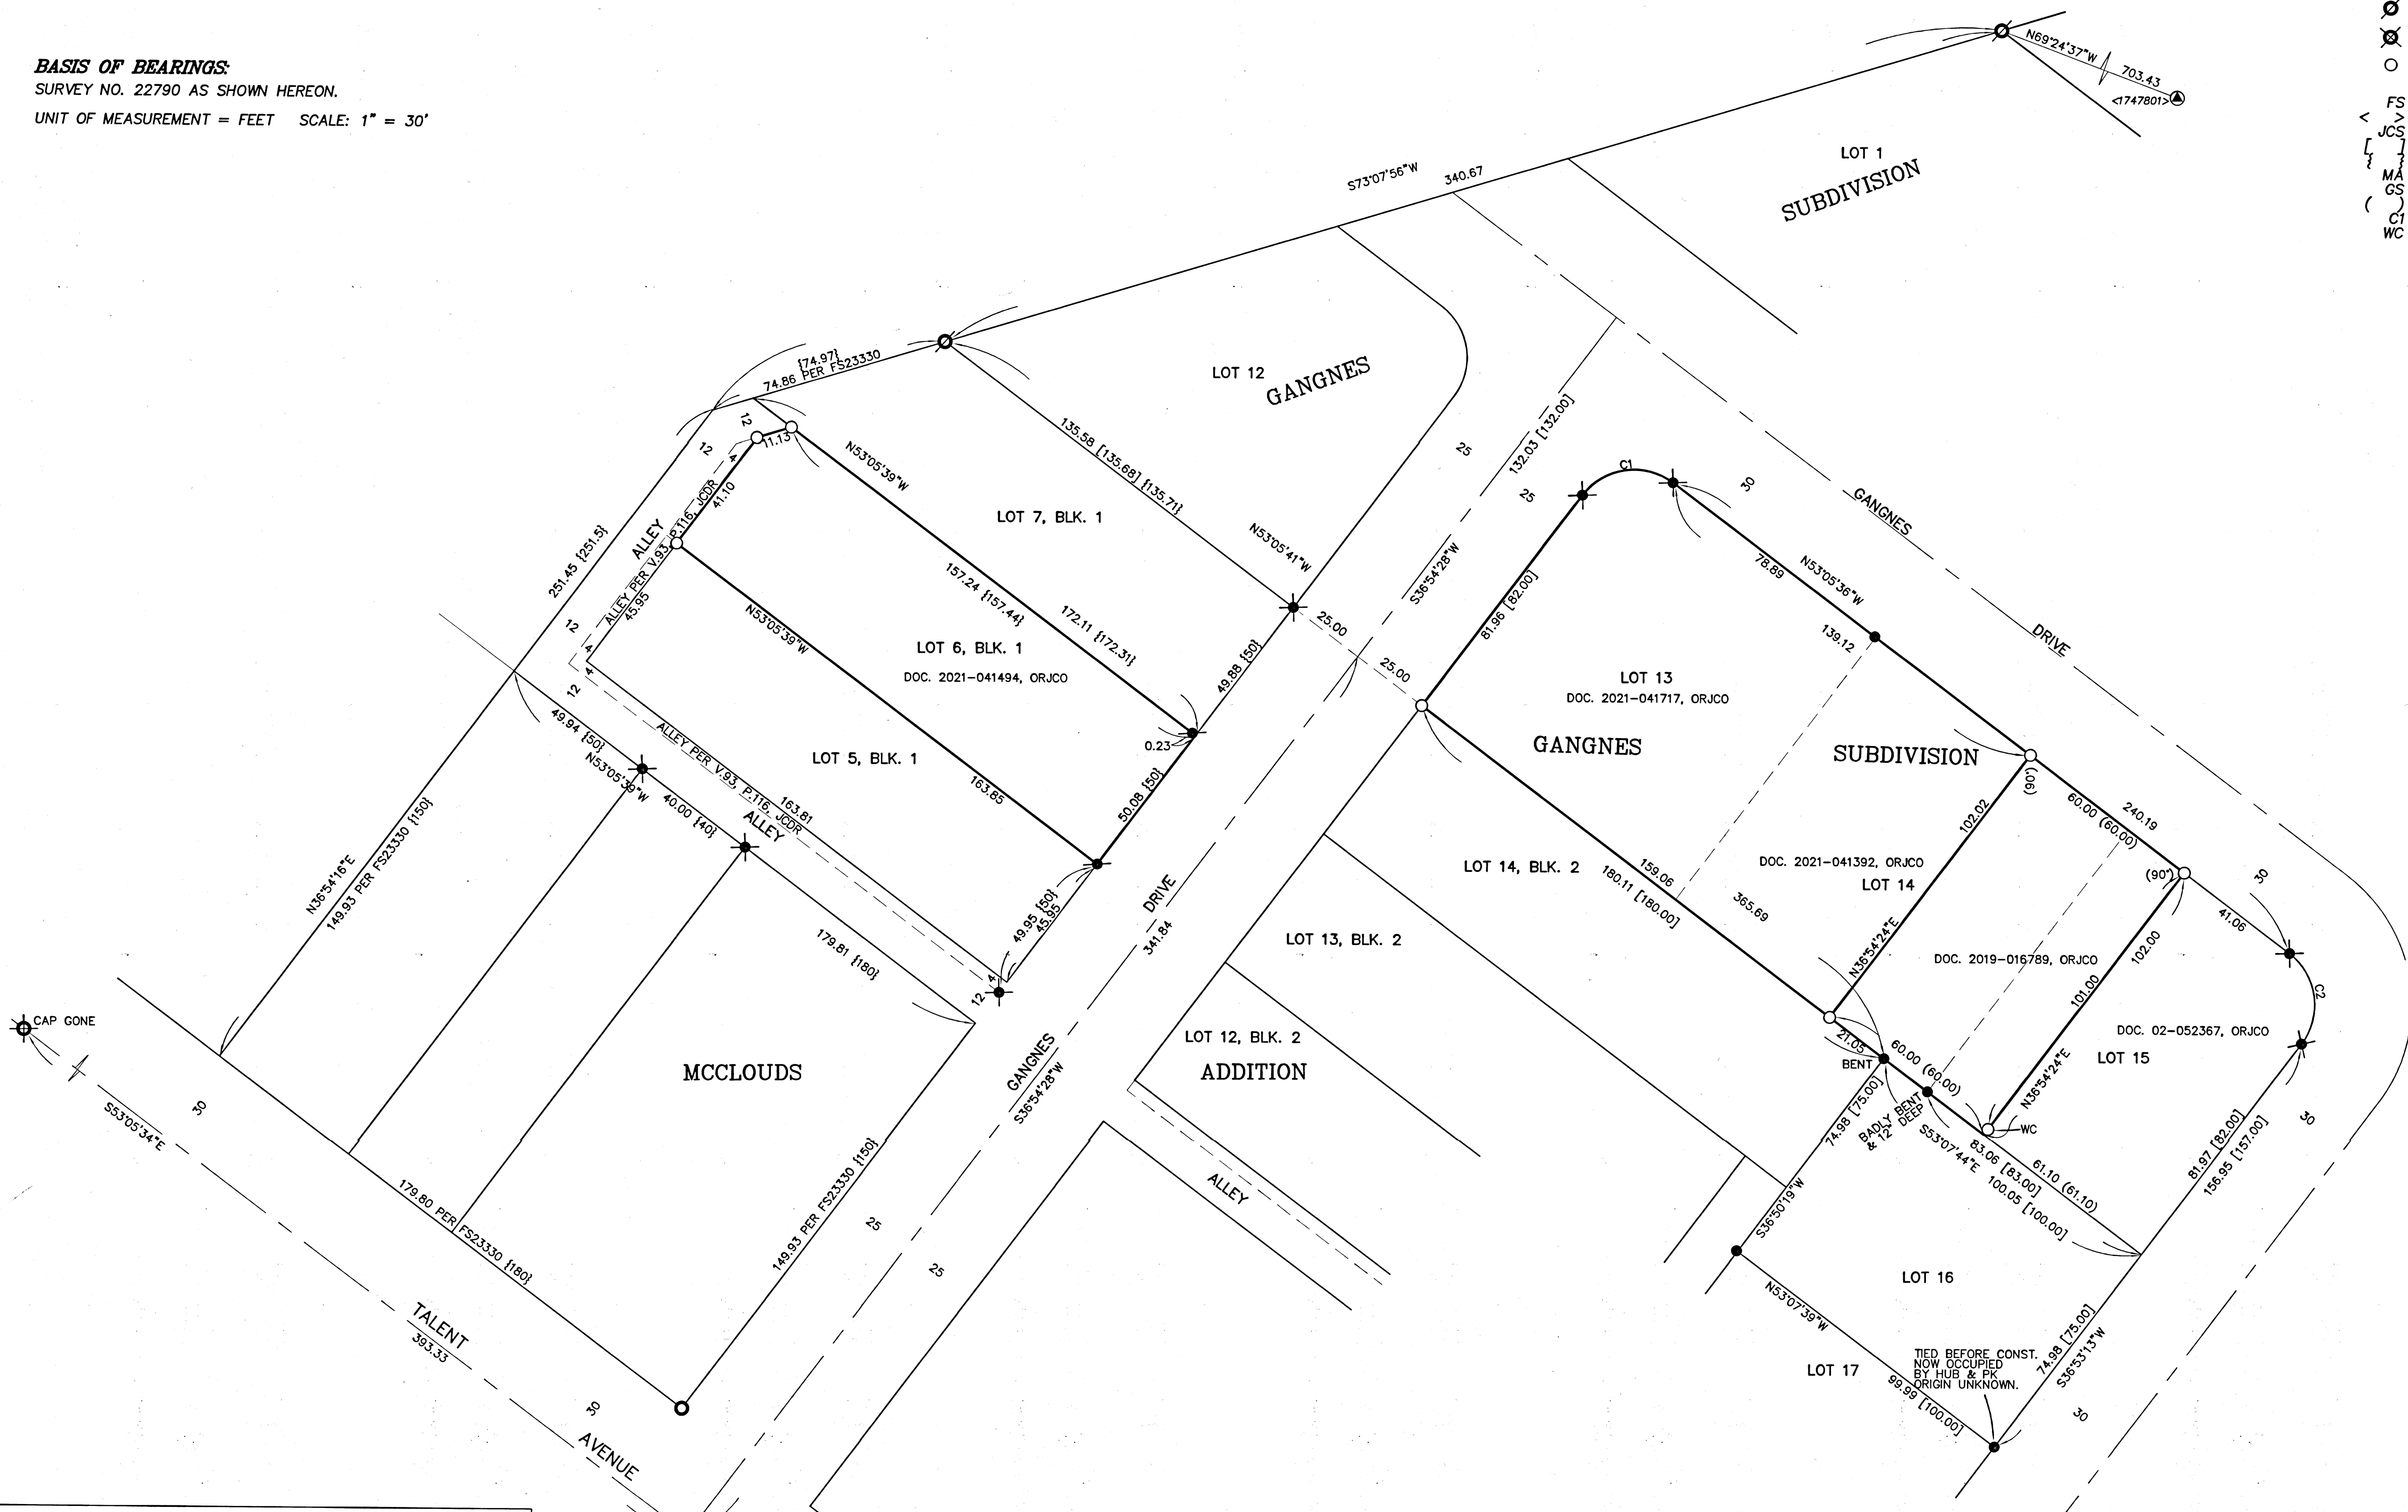 BASIS OF BEARINGS:
SURVEY NO. 22790 AS SHOWN HEREON.
UNIT OF MEASUREMENT = FEET SCALE: 1" = 30'
N69°24'37"W
703.43
<1747801>
FS
< >
JCS
[ ]
{ }
MA
GS
( )
C1
WC
LOT 1
SUBDIVISION
S73°07'56"W
340.67
{74.97}
74.86 PER FS23330
LOT 12
GANGNES
12
12
4
11.13
41.10
N53°05'39"W
135.58 [135.68] {135.71}
N53°05'41"W
25
25
132.03 [132.00]
S36°54'28"W
C1
30
GANGNES
DRIVE
LOT 7, BLK. 1
ALLEY
ALLEY PER V.93, P.116, JCDR
45.95
251.45 {251.5}
157.24 {157.44}
172.11 {172.31}
N53°05'39"W
LOT 6, BLK. 1
DOC. 2021-041494, ORJCO
49.88 {50}
25.00
25.00
81.96 [82.00]
78.89
N53°05'36"W
139.12
LOT 13
DOC. 2021-041717, ORJCO
GANGNES
SUBDIVISION
12
4
4
12
0.23
LOT 5, BLK. 1
163.85
50.08 {50}
49.94 {50}
N53°05'39"W
40.00 {40}
ALLEY PER V.93, P.116, JCDR
163.81
ALLEY
179.81 {180}
49.95 {50}
45.95
4
12
N36°54'16"E
149.93 PER FS23330 {150}
CAP GONE
S53°05'34"E
30
MCCLOUDS
DRIVE
341.84
GANGNES
S36°54'28"W
LOT 14, BLK. 2
LOT 13, BLK. 2
LOT 12, BLK. 2
ADDITION
159.06
180.11 [180.00]
365.69
DOC. 2021-041392, ORJCO
LOT 14
102.02
N36°54'24"E
(.06)
60.00 (60.00)
240.19
(90°)
30
41.06
C2
DOC. 2019-016789, ORJCO
102.00
101.00
N36°54'24"E
DOC. 02-052367, ORJCO
LOT 15
21.05
BENT
60.00 (60.00)
BADLY BENT
& 12" DEEP
WC
S53°07'44"E
83.06 [83.00]
61.10 (61.10)
100.05 [100.00]
74.98 [75.00]
S36°50'19"W
81.97 [82.00]
156.95 [157.00]
30
ALLEY
149.93 PER FS23330 {150}
25
25
179.80 PER FS23330 {180}
TALENT
393.33
AVENUE
30
LOT 16
N53°07'39"W
LOT 17
99.99 [100.00]
TIED BEFORE CONST.
NOW OCCUPIED
BY HUB & PK
ORIGIN UNKNOWN.
74.98 [75.00]
S36°53'13"W
30